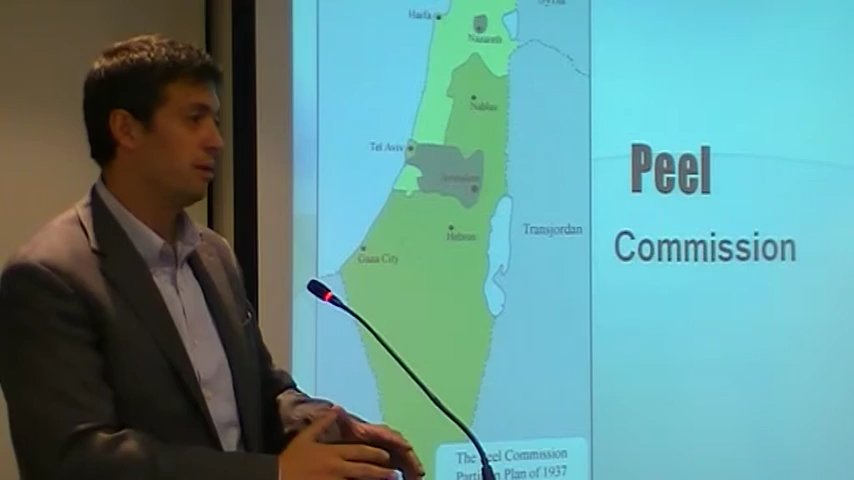 Syria
Haifa
Nazareth
Nablus
Tel Aviv
Jerusalem
Hebron
Gaza City
Transjordan
Peel
Commission
The Peel Commission
Partition Plan of 1937